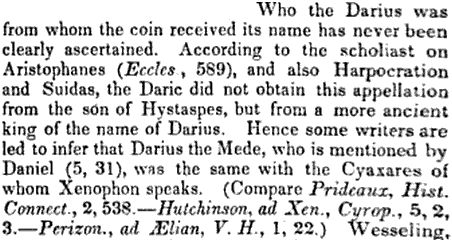 Who the Darius was
from whom the coin received its name has never been
clearly ascertained. According to the scholiast on
Aristophanes (Eccles., 589), and also Harpocration
and Suidas, the Daric did not obtain this appellation
from the son of Hystaspes, but from a more ancient
king of the name of Darius. Hence some writers are
led to infer that Darius the Mede, who is mentioned by
Daniel (5, 31), was the same with the Cyaxares of
whom Xenophon speaks. (Compare Prideaux, Hist.
Connect., 2, 538.—Hutchinson, ad Xen., Cyrop., 5, 2,
3.—Perizon., ad Ælian, V. H., 1, 22.) Wesseling,